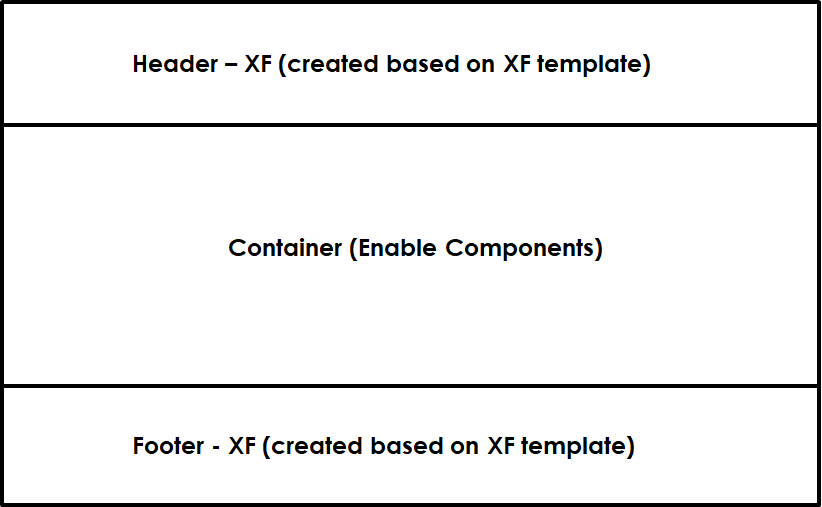 Header – XF (created based on XF template)
Container (Enable Components)
Footer - XF (created based on XF template)